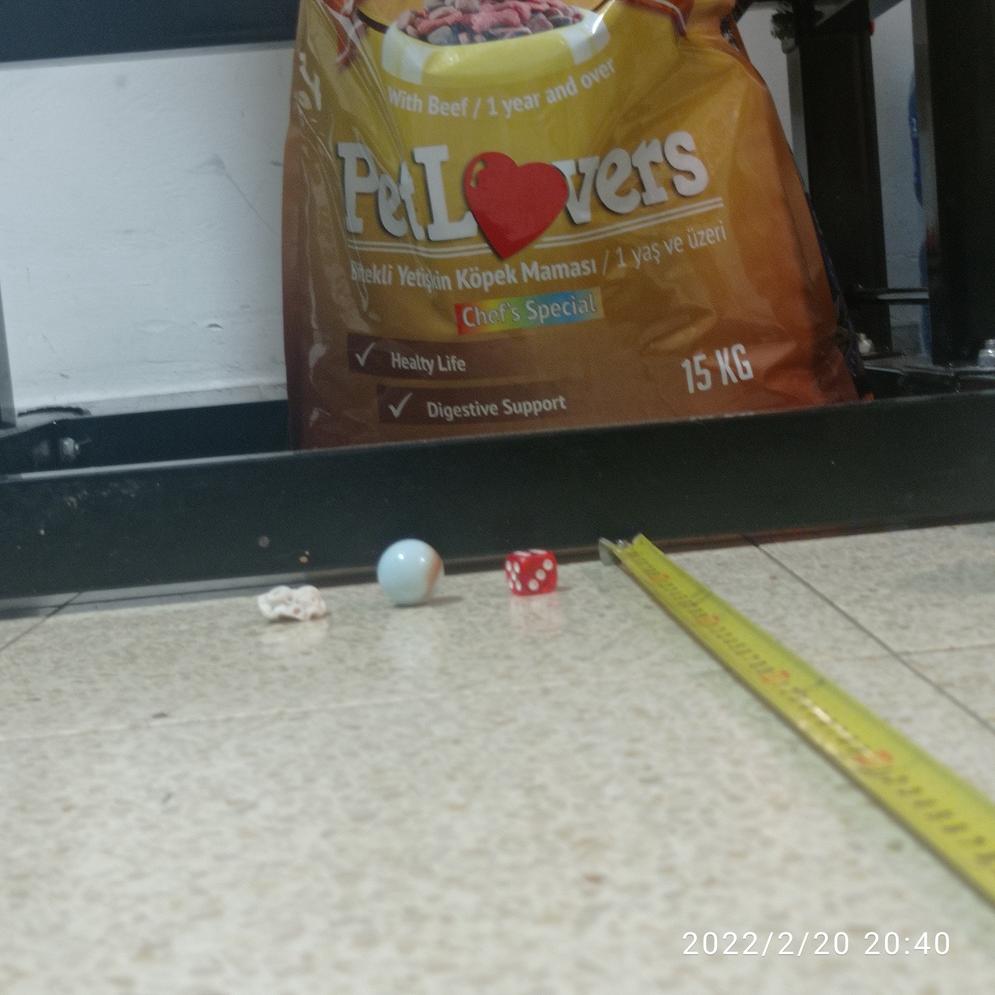 With Beef / 1 year and over
PetLovers
Yetişkin Köpek Maması / 1 yaş ve üzeri
Chef's Special
Healty Life
15 KG
Digestive Support
2022/2/20 20:40